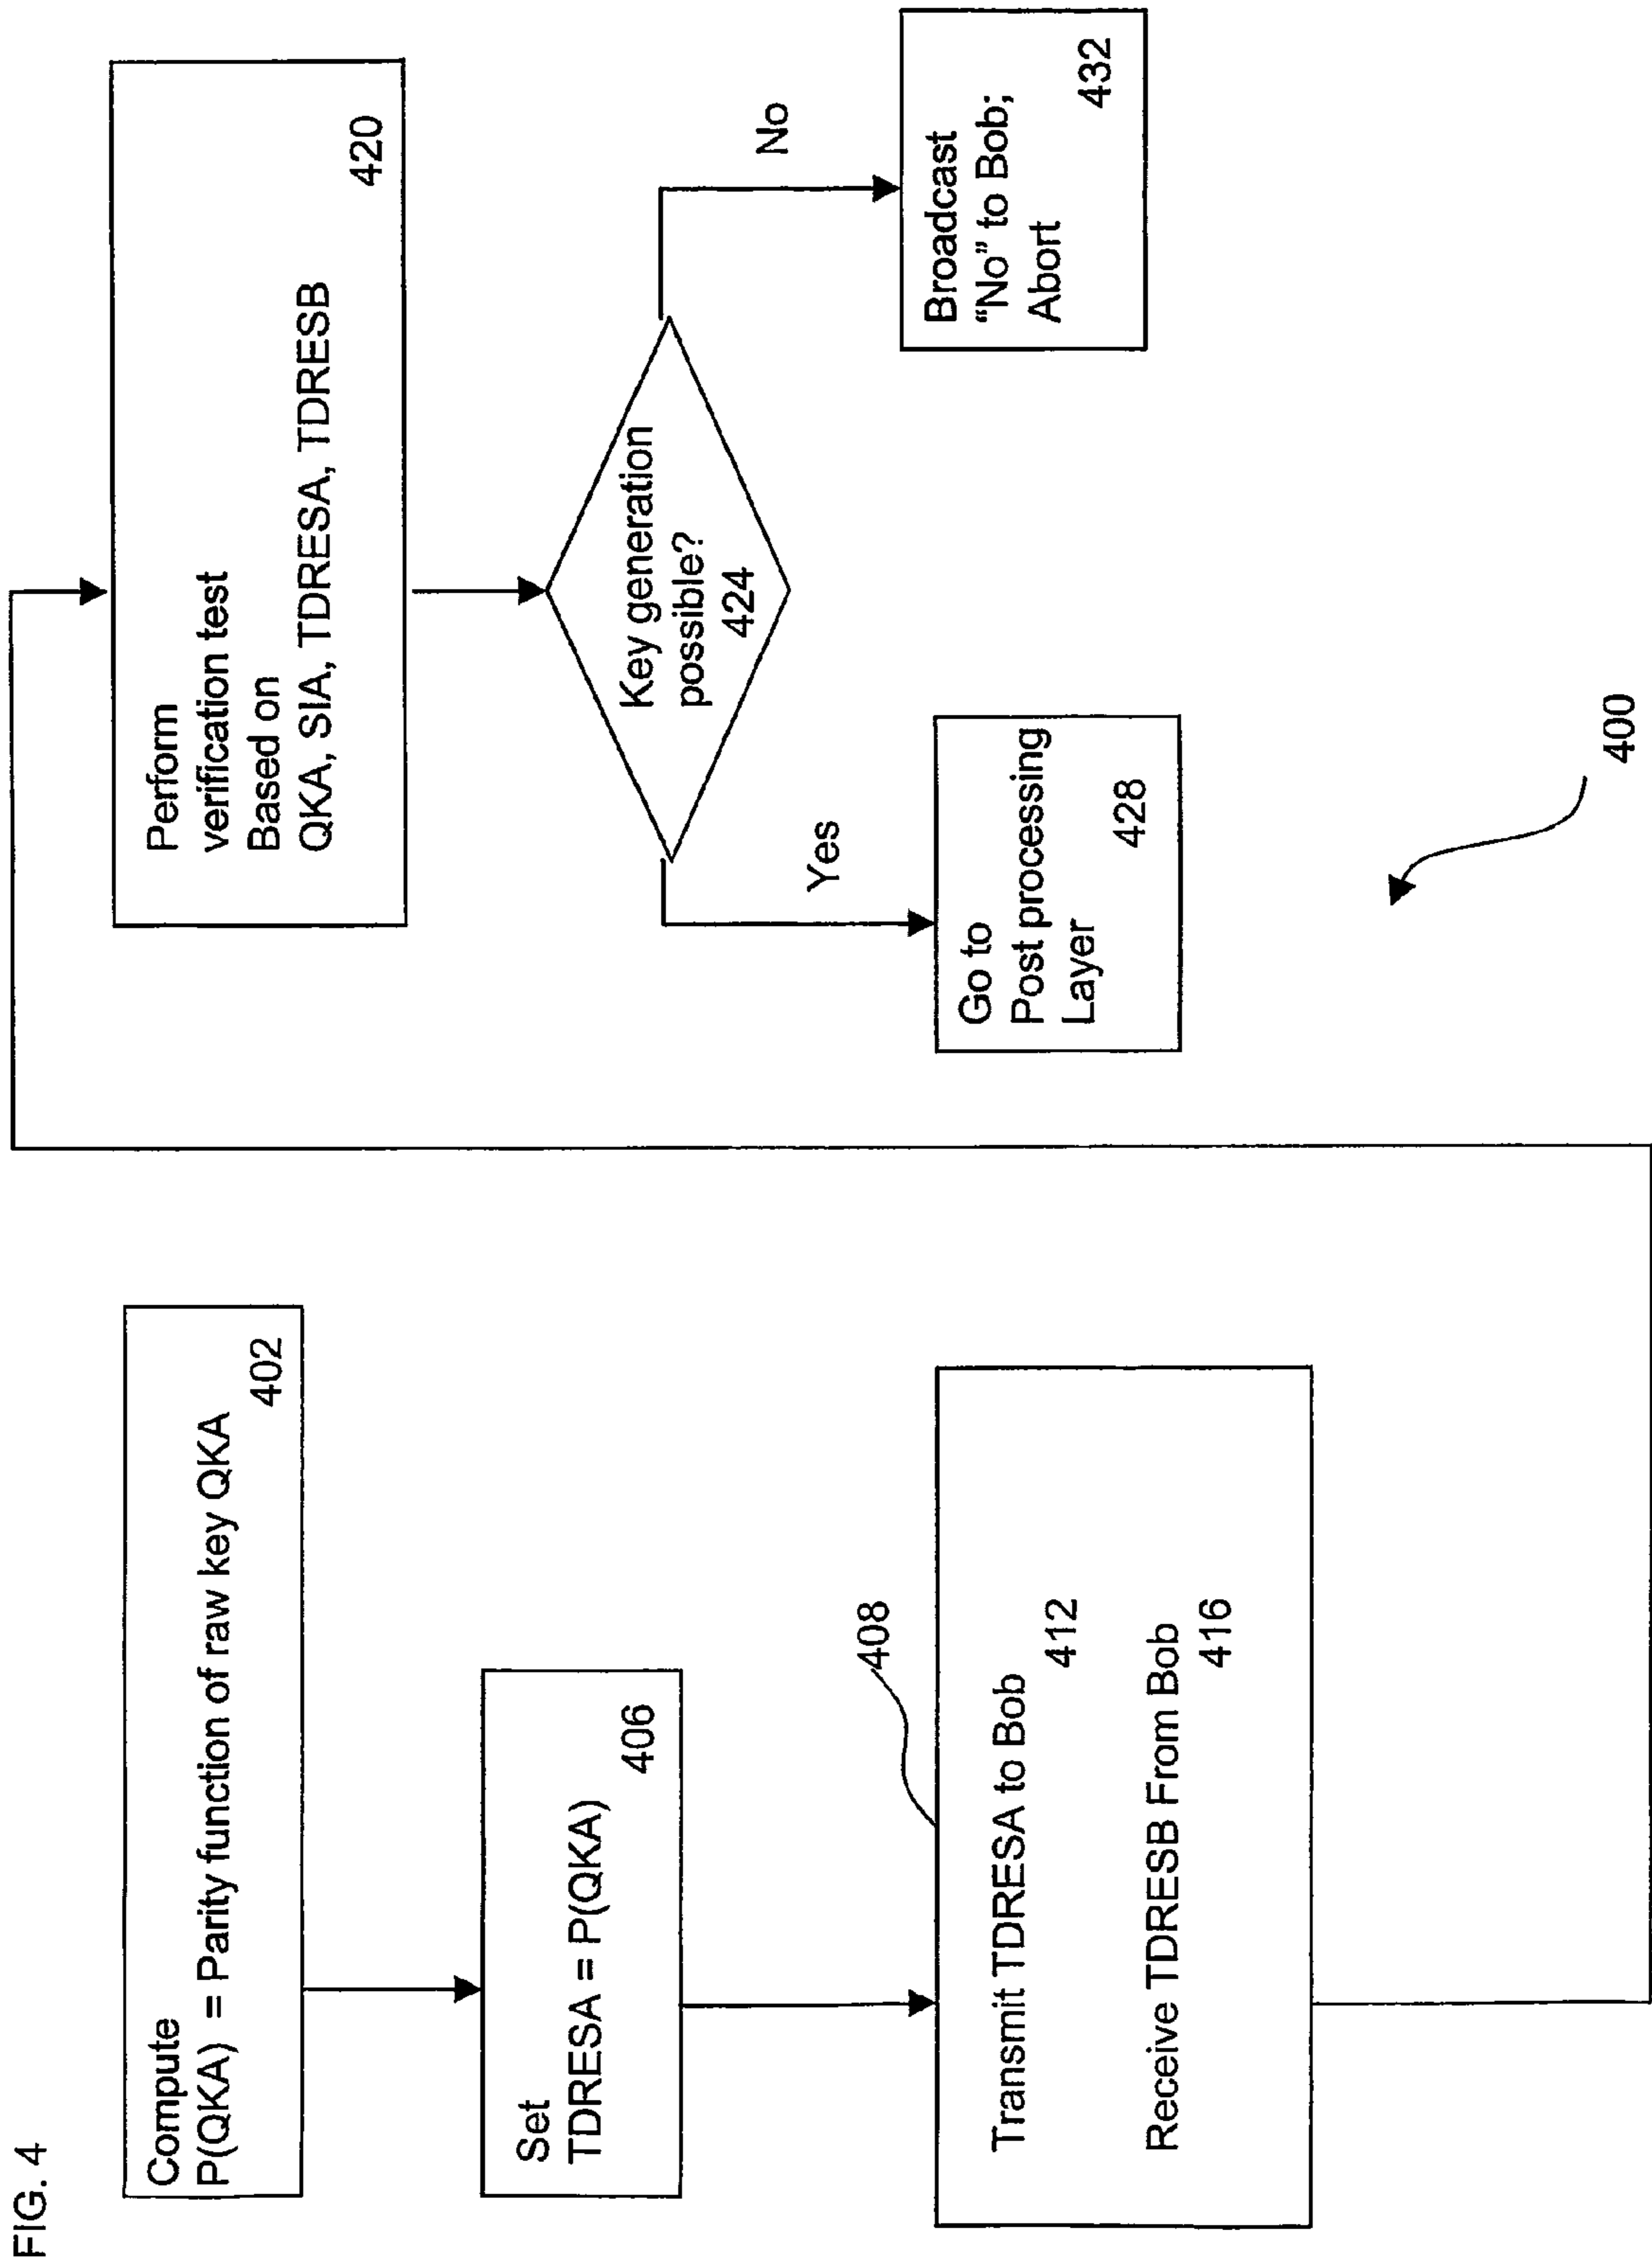 FIG. 4
Compute
P(QKA) = Parity function of raw key QKA
402
Set
TDRESA = P(QKA)
406
408
Transmit TDRESA to Bob
412
Receive TDRESB From Bob
416
Perform
verification test
Based on
QKA, SIA, TDRESA, TDRESB
420
Key generation
possible?
424
Yes
No
Go to
Post processing
Layer
428
Broadcast
“No” to Bob;
Abort
432
400